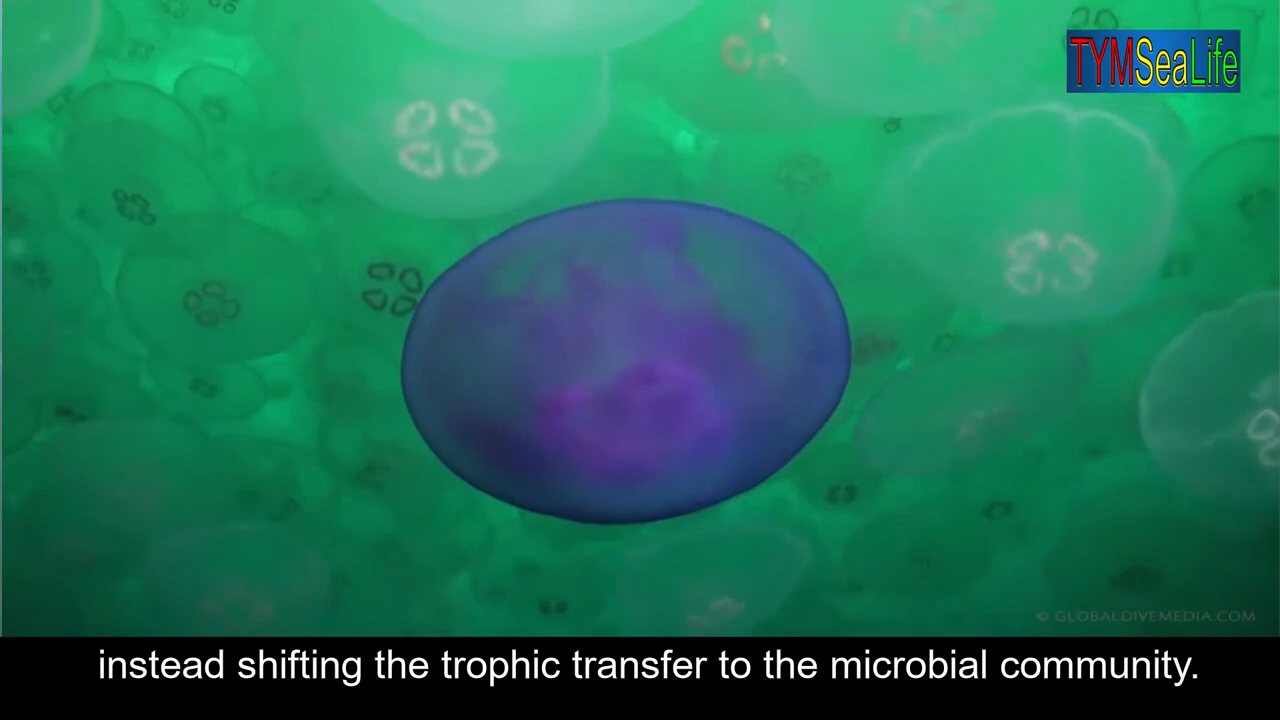 TYMSeaLife
© GLOBALDIVEMEDIA.COM
instead shifting the trophic transfer to the microbial community.